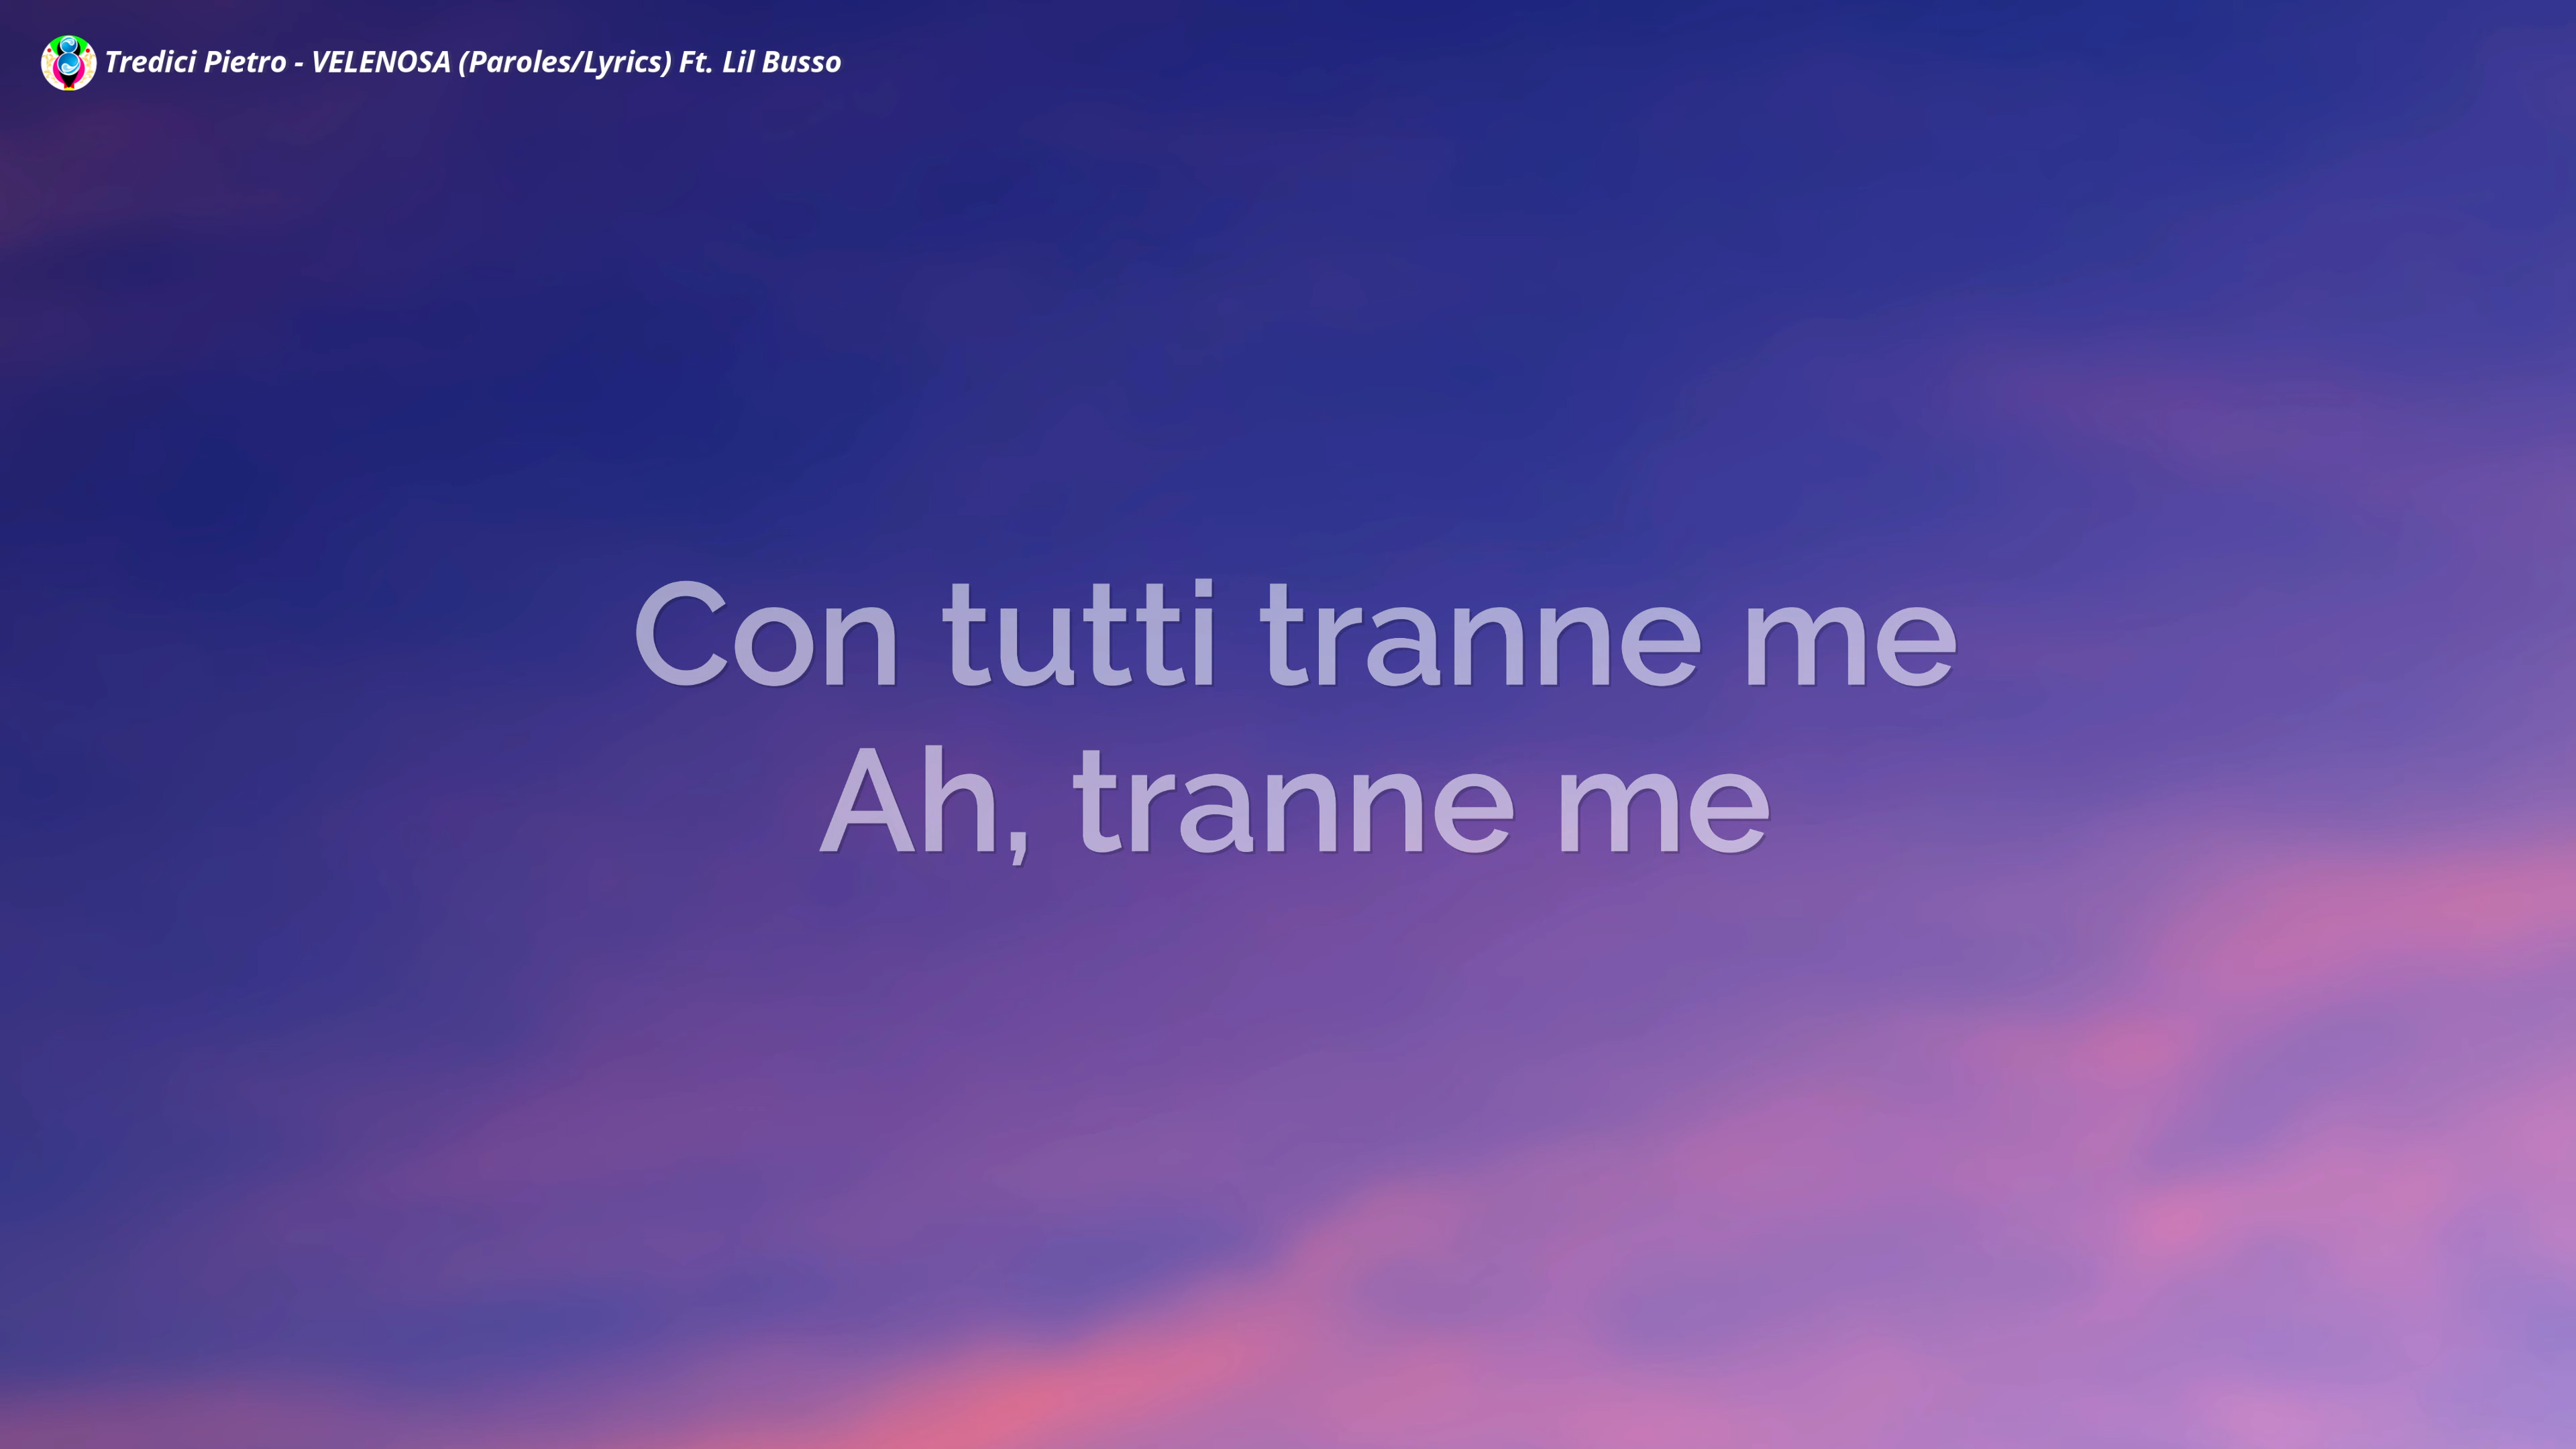 Tredici Pietro - VELENOSA (Paroles/Lyrics) Ft. Lil Busso
Con tutti tranne me
Ah, tranne me